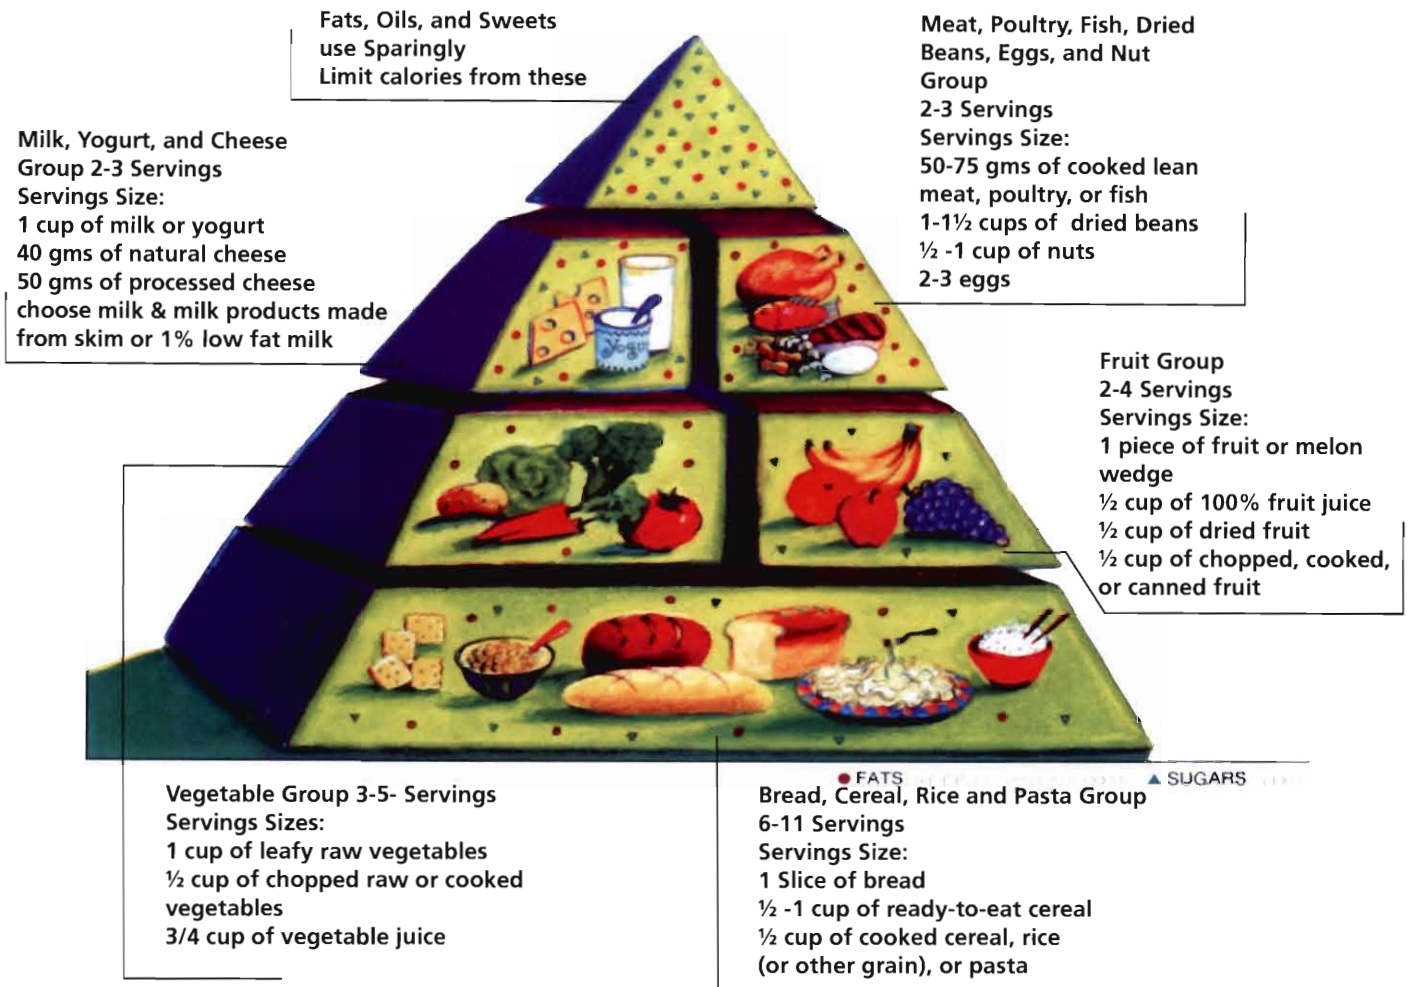 Fats, Oils, and Sweets
use Sparingly
Limit calories from these
Meat, Poultry, Fish, Dried
Beans, Eggs, and Nut
Group
2-3 Servings
Servings Size:
50-75 gms of cooked lean
meat, poultry, or fish
1-1½ cups of dried beans
½ -1 cup of nuts
2-3 eggs
Milk, Yogurt, and Cheese
Group 2-3 Servings
Servings Size:
1 cup of milk or yogurt
40 gms of natural cheese
50 gms of processed cheese
choose milk & milk products made
from skim or 1% low fat milk
Fruit Group
2-4 Servings
Servings Size:
1 piece of fruit or melon
wedge
½ cup of 100% fruit juice
½ cup of dried fruit
½ cup of chopped, cooked,
or canned fruit
FATS
SUGARS
Vegetable Group 3-5- Servings
Servings Sizes:
1 cup of leafy raw vegetables
½ cup of chopped raw or cooked
vegetables
3/4 cup of vegetable juice
Bread, Cereal, Rice and Pasta Group
6-11 Servings
Servings Size:
1 Slice of bread
½ -1 cup of ready-to-eat cereal
½ cup of cooked cereal, rice
(or other grain), or pasta